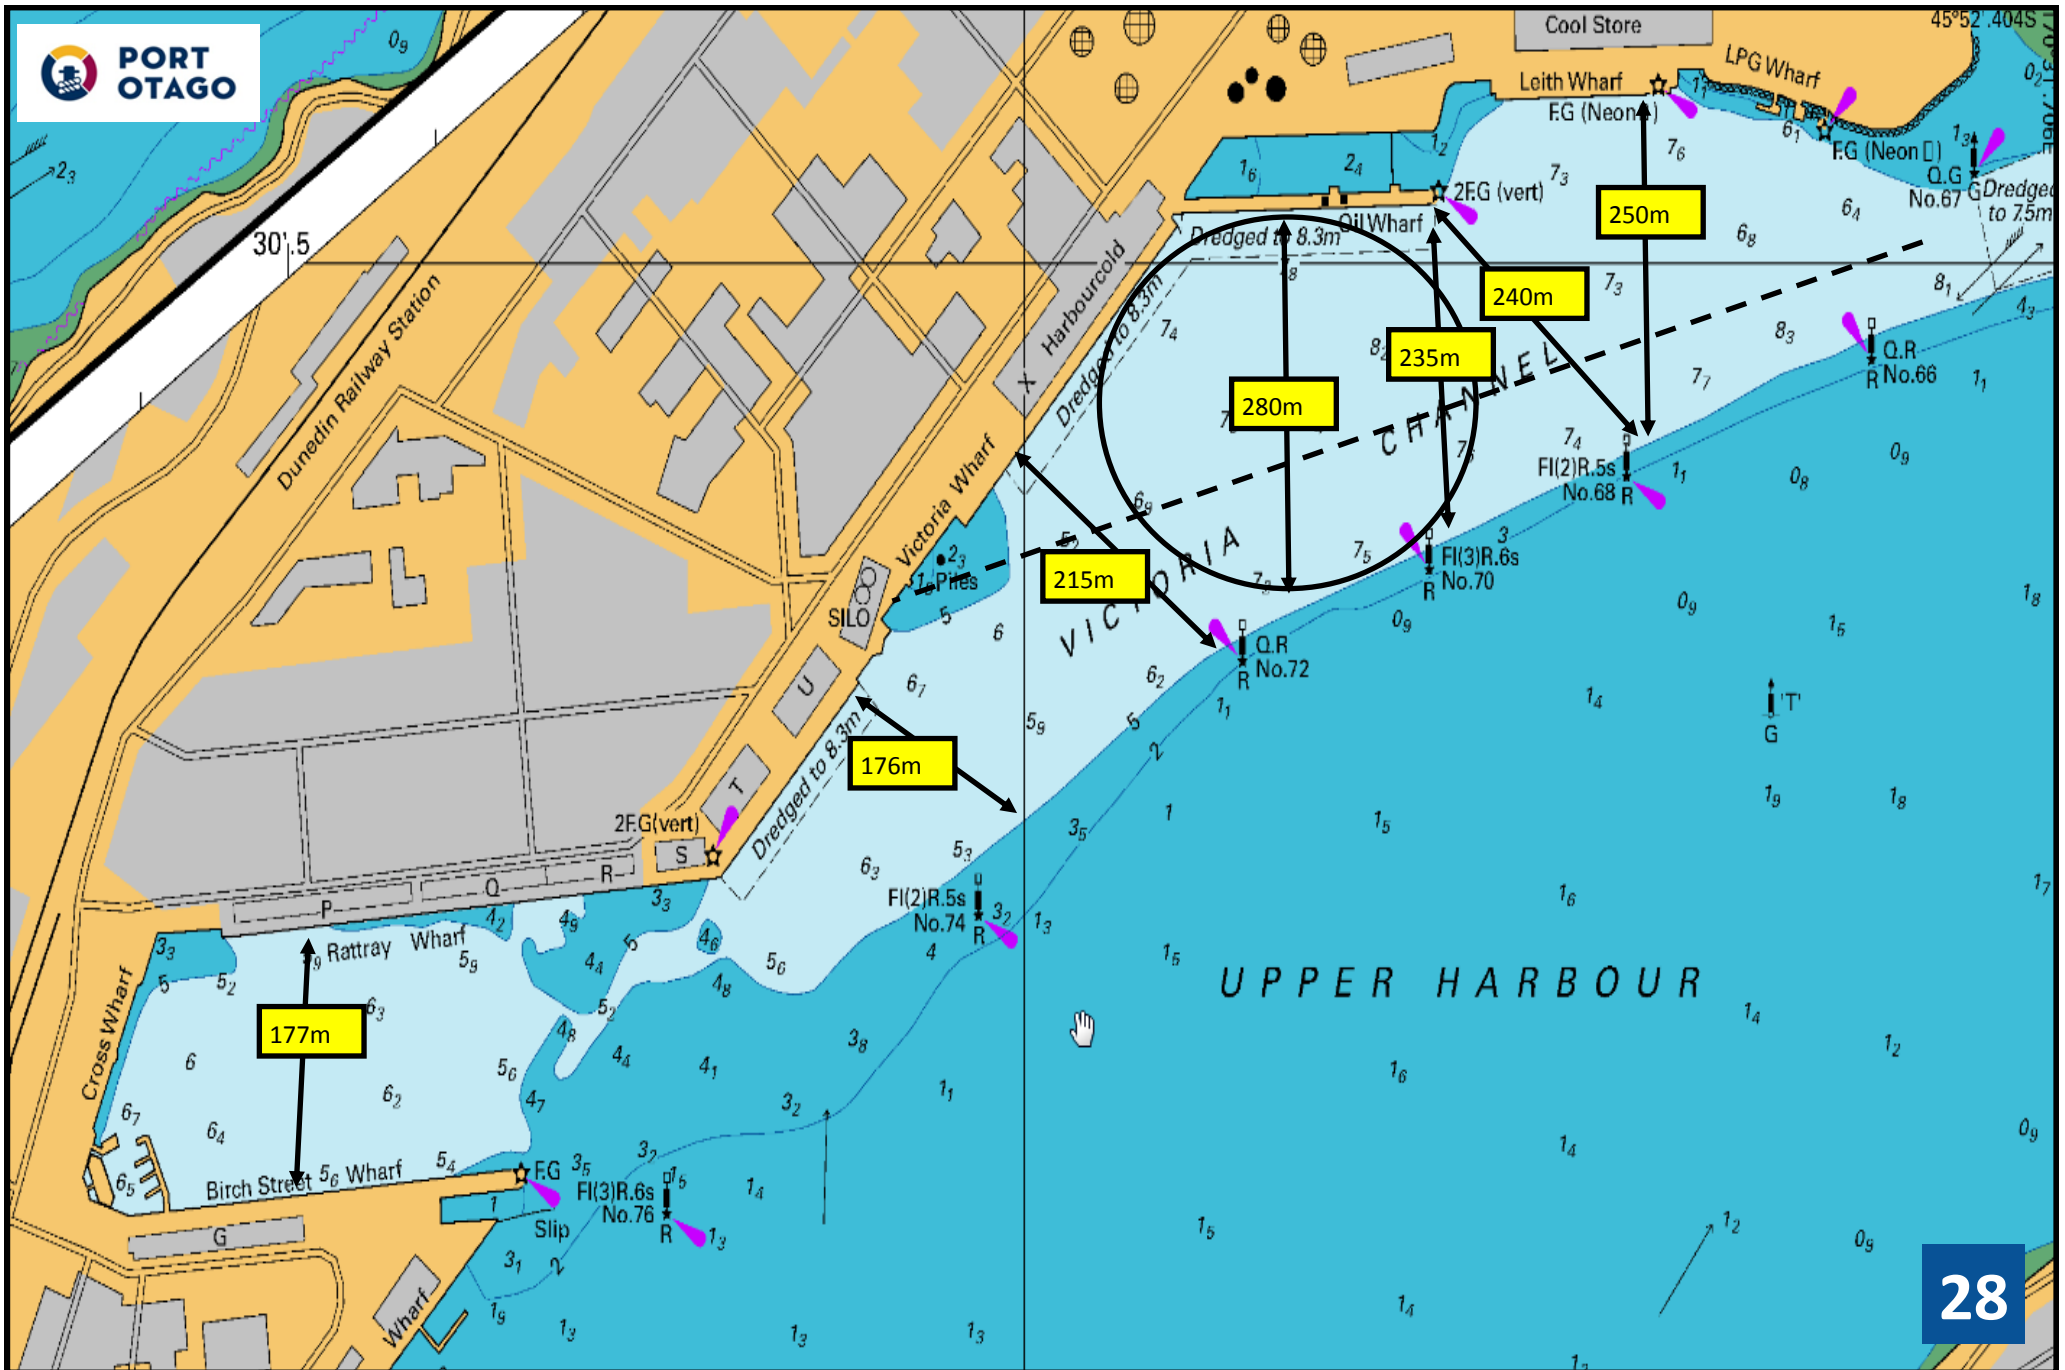 PORT
OTAGO
Cool Store
45°52'.404S
LPG Wharf
Leith Wharf
F.G (Neon)
F.G (Neon▯)
Q.G
No.67
G
Dredged
to 7.5m
2F.G (vert)
Oil Wharf
Dredged to 8.3m
250m
240m
235m
280m
215m
176m
177m
30'.5
Dunedin Railway Station
Harbourcold
X
Dredged to 8.3m
Victoria Wharf
CHANNEL
VICTORIA
Q.R
R No.66
Fl(2)R.5s
No.68 R
Fl(3)R.6s
R No.70
Q.R
R No.72
'T'
G
SILO
Piles
U
T
Dredged to 8.3m
2F.G(vert)
S
R
Q
P
Rattray Wharf
Cross Wharf
Fl(2)R.5s
No.74
R
UPPER HARBOUR
Birch Street Wharf
F.G
Slip
Fl(3)R.6s
No.76
R
G
Wharf
28